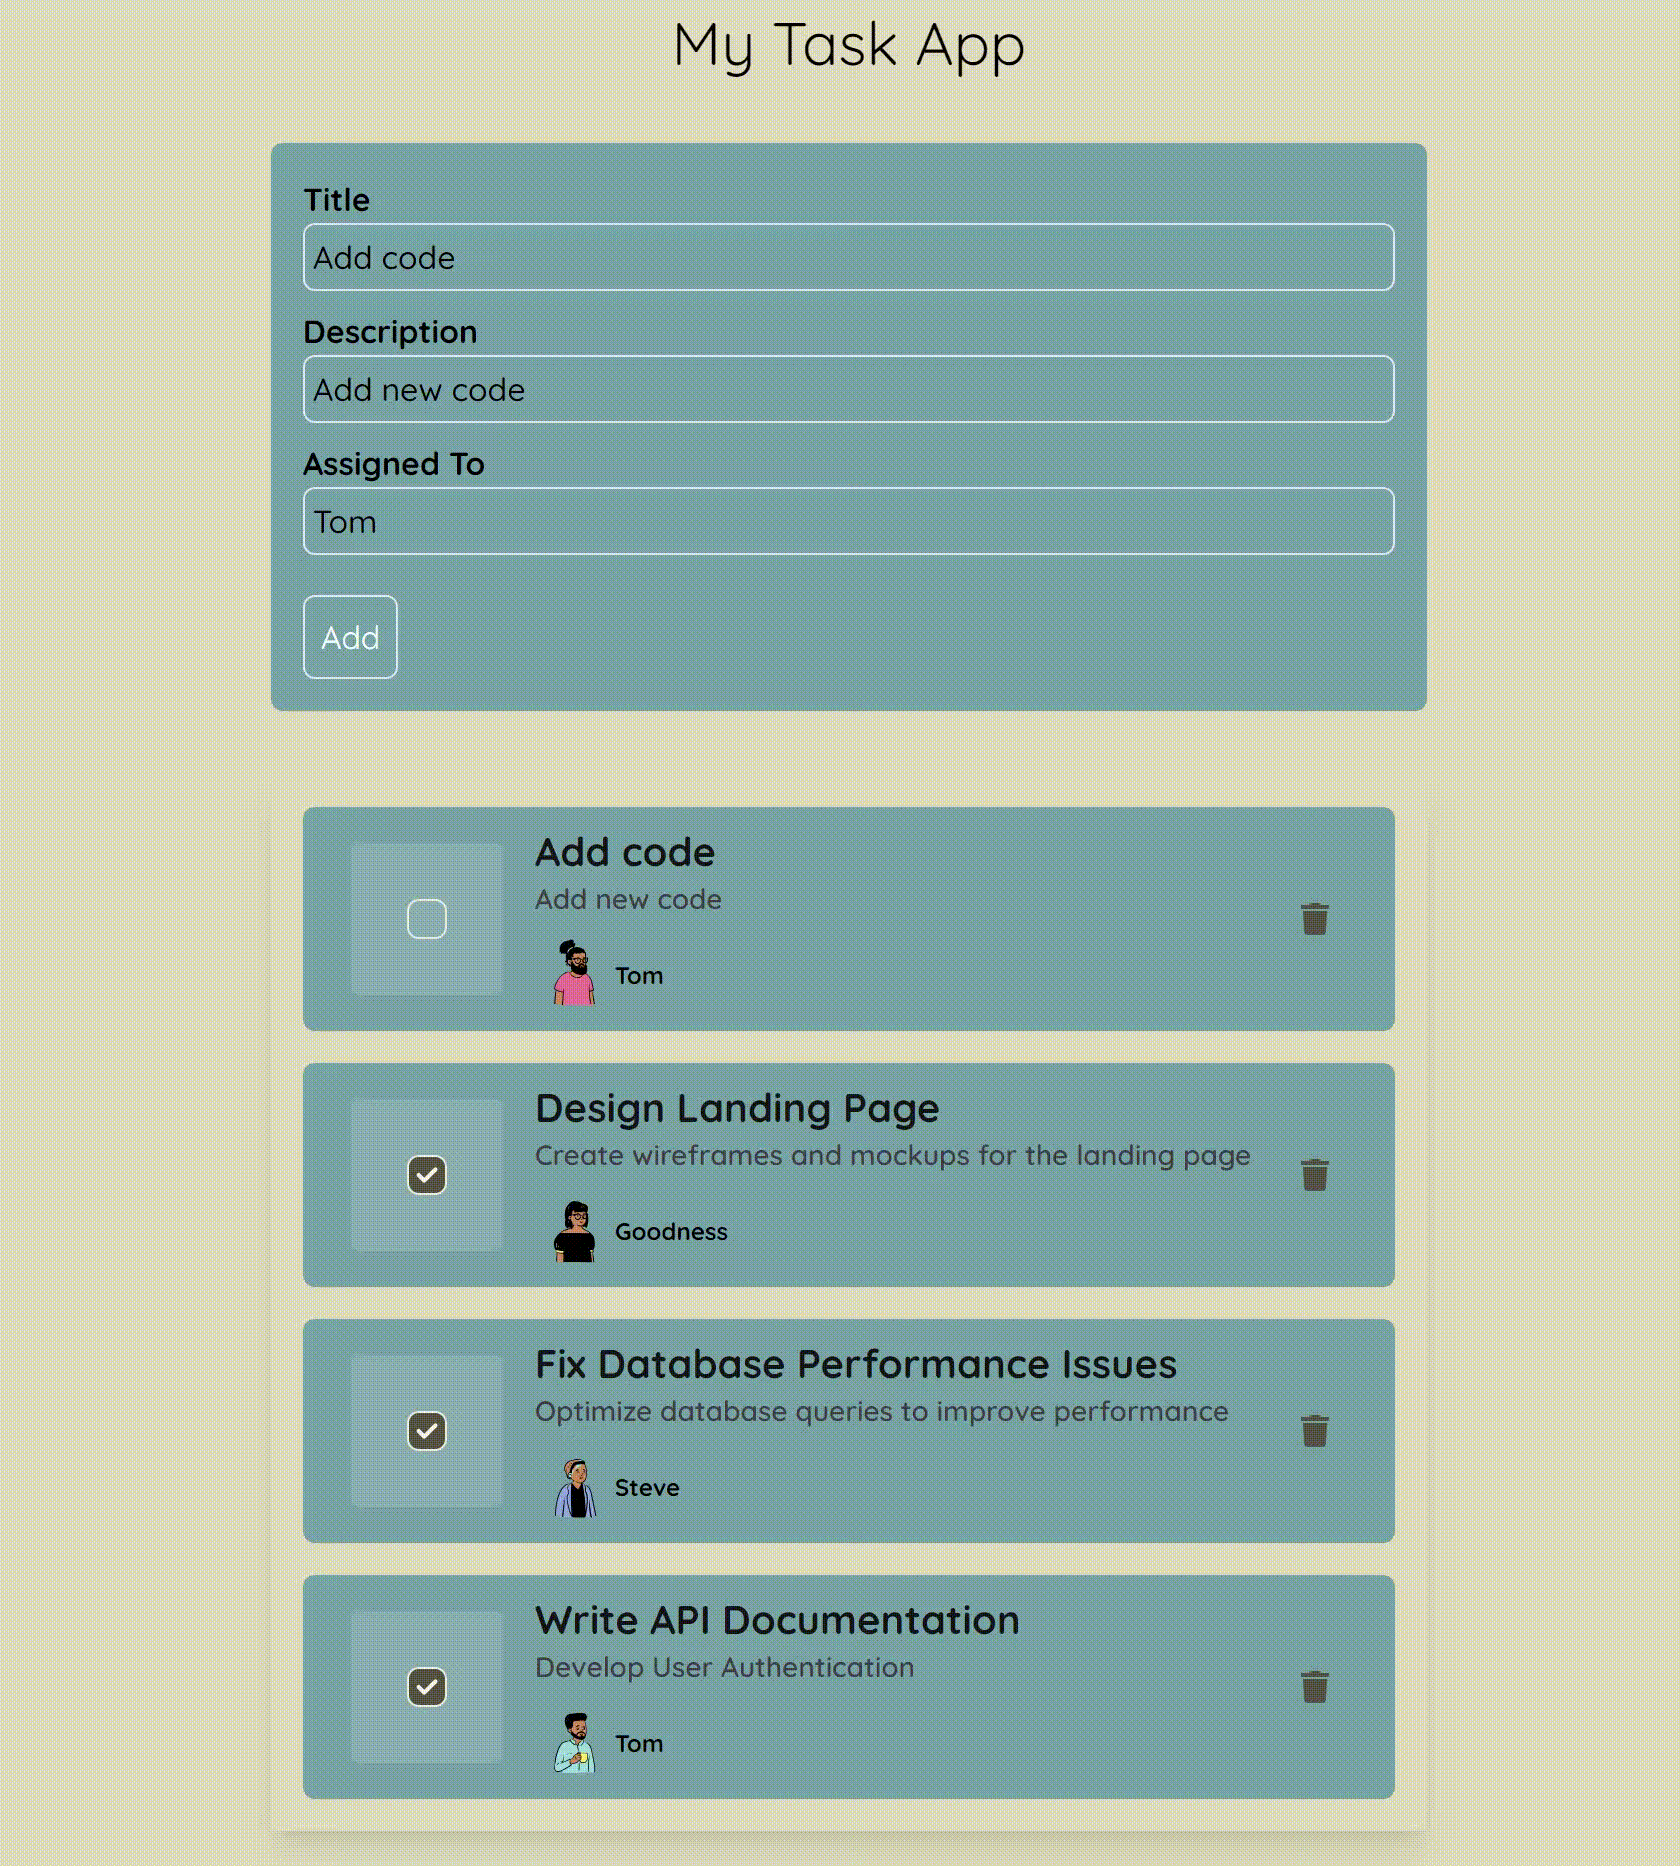 My Task App
Title
Add code
Description
Add new code
Assigned To
Tom
Add
Add code
Add new code
Tom
Design Landing Page
Create wireframes and mockups for the landing page
Goodness
Fix Database Performance Issues
Optimize database queries to improve performance
Steve
Write API Documentation
Develop User Authentication
Tom